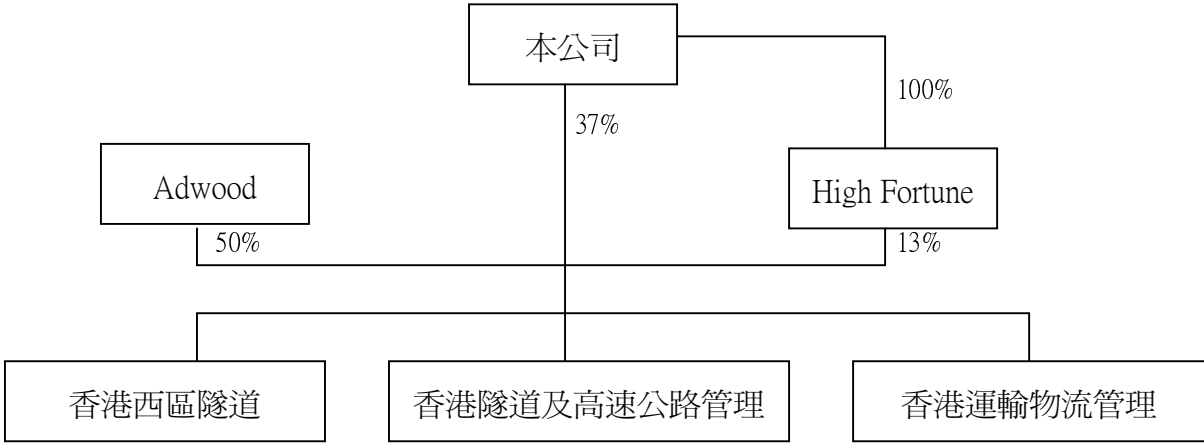 本公司
100%
37%
Adwood
High Fortune
50%
13%
香港西區隧道
香港隧道及高速公路管理
香港運輸物流管理